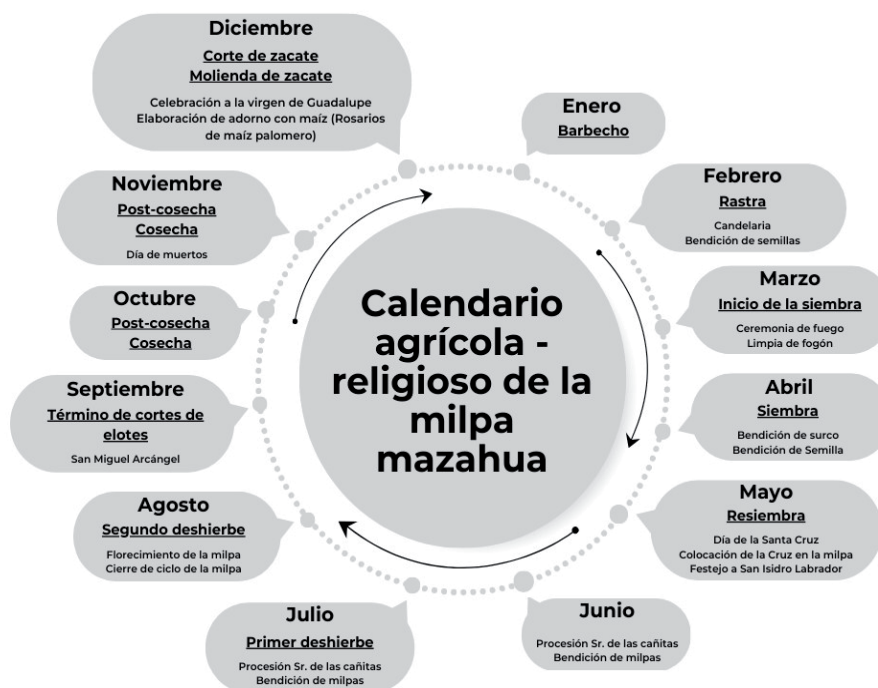 Diciembre
Corte de zacate
Molienda de zacate
Celebración a la virgen de Guadalupe
Elaboración de adorno con maíz (Rosarios
de maíz palomero)
Enero
Barbecho
Febrero
Rastra
Candelaria
Bendición de semillas
Marzo
Inicio de la siembra
Ceremonia de fuego
Limpia de fogón
Abril
Siembra
Bendición de surco
Bendición de Semilla
Mayo
Resiembra
Día de la Santa Cruz
Colocación de la Cruz en la milpa
Festejo a San Isidro Labrador
Junio
Procesión Sr. de las cañitas
Bendición de milpas
Julio
Primer deshierbe
Procesión Sr. de las cañitas
Bendición de milpas
Agosto
Segundo deshierbe
Florecimiento de la milpa
Cierre de ciclo de la milpa
Septiembre
Término de cortes de
elotes
San Miguel Arcángel
Octubre
Post-cosecha
Cosecha
Noviembre
Post-cosecha
Cosecha
Día de muertos
Calendario
agrícola -
religioso de la
milpa
mazahua